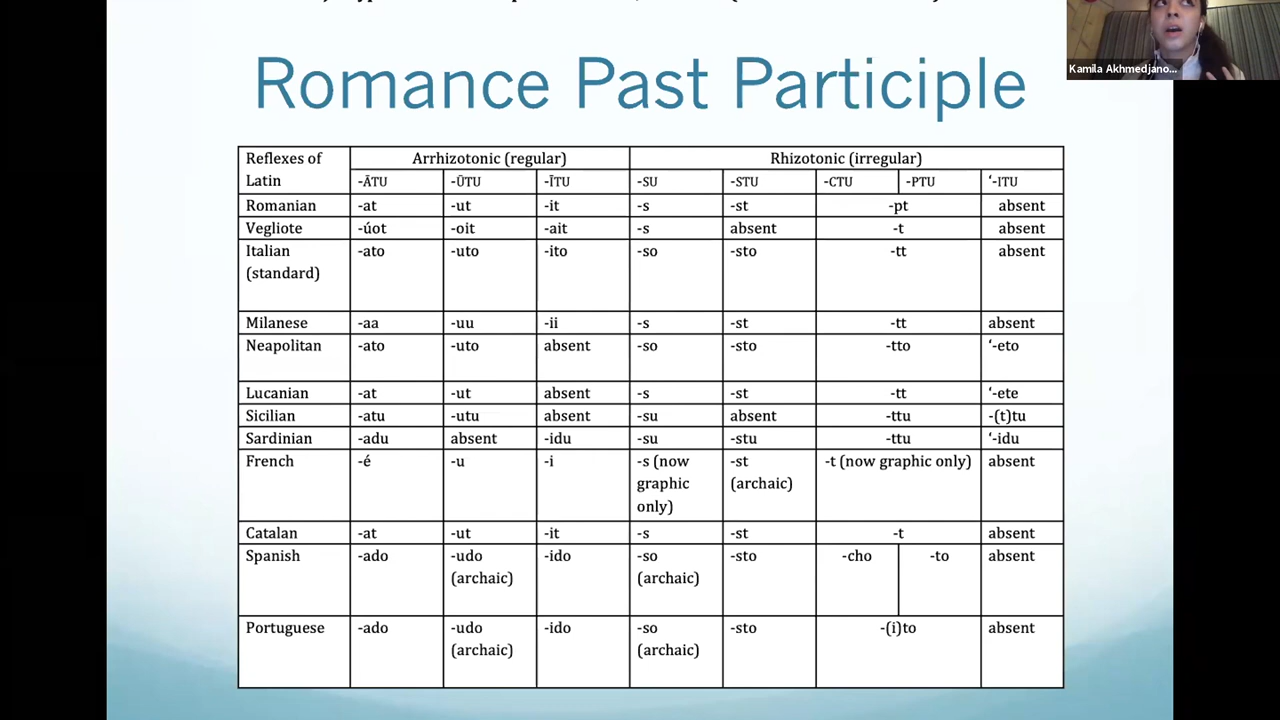 Kamila Akhmedjano...
Romance Past Participle
Reflexes of Latin Arrhizotonic (regular) Rhizotonic (irregular)
-ĀTU -ŪTU -ĪTU -SU -STU -CTU -PTU ‘-ITU
Romanian -at -ut -it -s -st -pt absent
Vegliote -úot -oit -ait -s absent -t absent
Italian (standard) -ato -uto -ito -so -sto -tt absent
Milanese -aa -uu -ii -s -st -tt absent
Neapolitan -ato -uto absent -so -sto -tto ‘-eto
Lucanian -at -ut absent -s -st -tt ‘-ete
Sicilian -atu -utu absent -su absent -ttu -(t)tu
Sardinian -adu absent -idu -su -stu -ttu ‘-idu
French -é -u -i -s (now graphic only) -st (archaic) -t (now graphic only) absent
Catalan -at -ut -it -s -st -t absent
Spanish -ado -udo (archaic) -ido -so (archaic) -sto -cho -to absent
Portuguese -ado -udo (archaic) -ido -so (archaic) -sto -(i)to absent